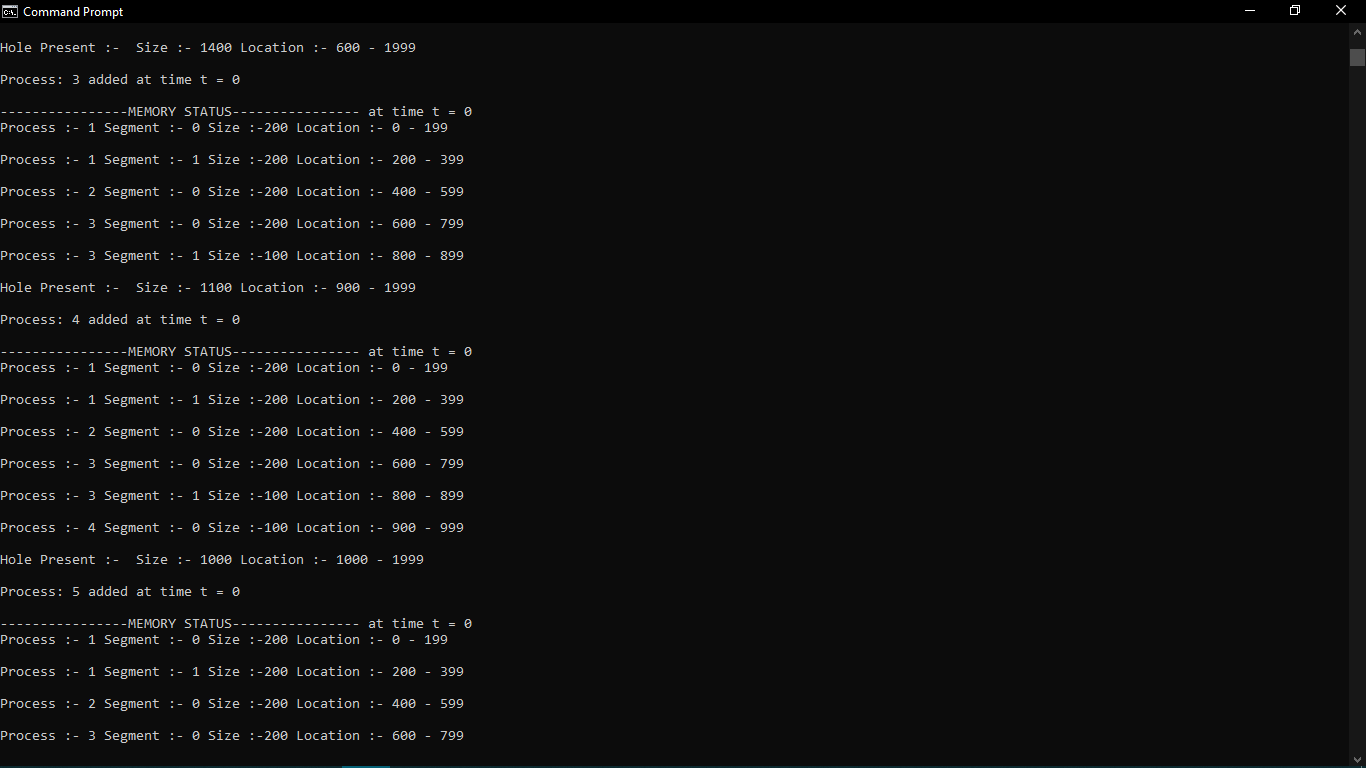 Command Prompt
Hole Present :-  Size :- 1400 Location :- 600 - 1999
Process: 3 added at time t = 0
----------------MEMORY STATUS---------------- at time t = 0
Process :- 1 Segment :- 0 Size :-200 Location :- 0 - 199
Process :- 1 Segment :- 1 Size :-200 Location :- 200 - 399
Process :- 2 Segment :- 0 Size :-200 Location :- 400 - 599
Process :- 3 Segment :- 0 Size :-200 Location :- 600 - 799
Process :- 3 Segment :- 1 Size :-100 Location :- 800 - 899
Hole Present :-  Size :- 1100 Location :- 900 - 1999
Process: 4 added at time t = 0
----------------MEMORY STATUS---------------- at time t = 0
Process :- 1 Segment :- 0 Size :-200 Location :- 0 - 199
Process :- 1 Segment :- 1 Size :-200 Location :- 200 - 399
Process :- 2 Segment :- 0 Size :-200 Location :- 400 - 599
Process :- 3 Segment :- 0 Size :-200 Location :- 600 - 799
Process :- 3 Segment :- 1 Size :-100 Location :- 800 - 899
Process :- 4 Segment :- 0 Size :-100 Location :- 900 - 999
Hole Present :-  Size :- 1000 Location :- 1000 - 1999
Process: 5 added at time t = 0
----------------MEMORY STATUS---------------- at time t = 0
Process :- 1 Segment :- 0 Size :-200 Location :- 0 - 199
Process :- 1 Segment :- 1 Size :-200 Location :- 200 - 399
Process :- 2 Segment :- 0 Size :-200 Location :- 400 - 599
Process :- 3 Segment :- 0 Size :-200 Location :- 600 - 799